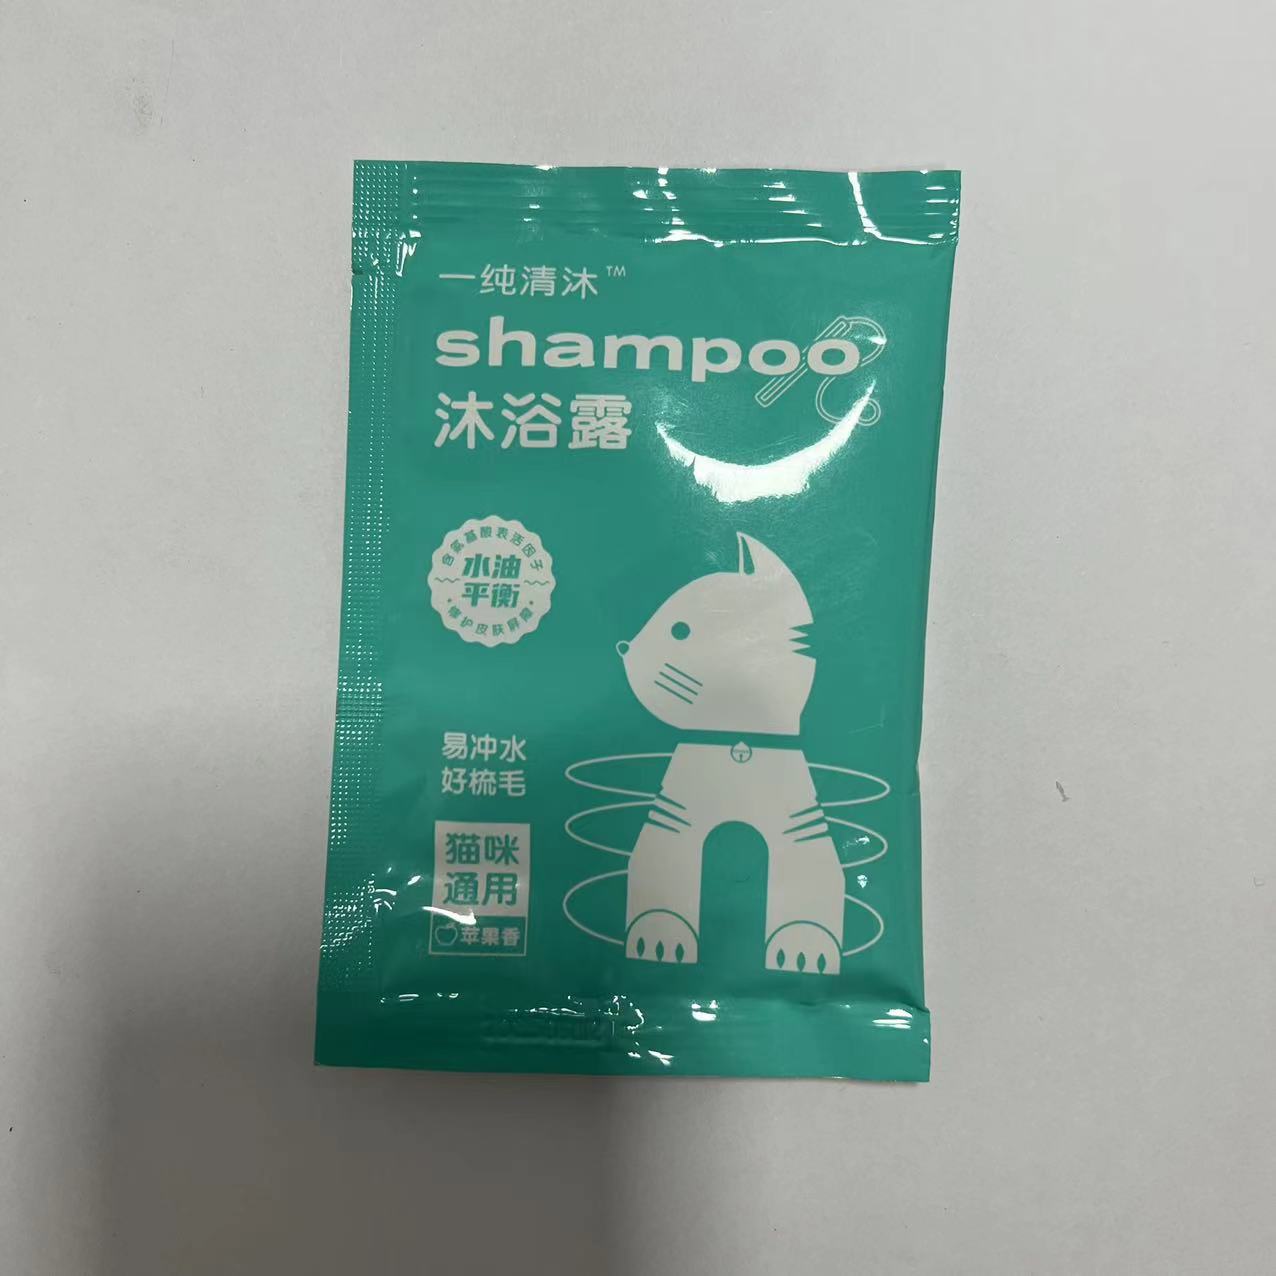 一纯清沐™
shampoo
沐浴露
含氨基酸表活因子
水油
平衡
修护皮肤屏障
易冲水
好梳毛
猫咪
通用
苹果香